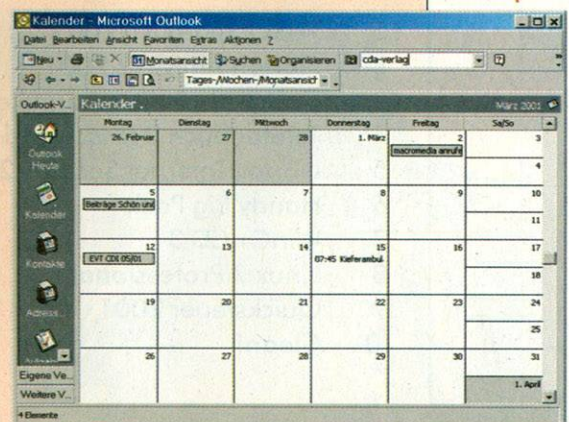 Kalender - Microsoft Outlook
Datei Bearbeiten Ansicht Favoriten Extras Aktionen ?
Neu Monatsansicht Suchen Organisieren cda-verlag
Tages-/Wochen-/Monatsansich
Outlook-V... Kalender . März 2001
Montag Dienstag Mittwoch Donnerstag Freitag Sa/So
Outlook Heute
26. Februar 27 28 1. März 2 3
macromedia anrufe
4
Kalender
5 6 7 8 9 10
Beiträge Schön und
11
Kontakte
12 13 14 15 16 17
EVT CDI 05/01 07:45 Kieferambul.
18
Adress...
19 20 21 22 23 24
25
26 27 28 29 30 31
Eigene Ve...
1. April
Weitere V...
4 Elemente